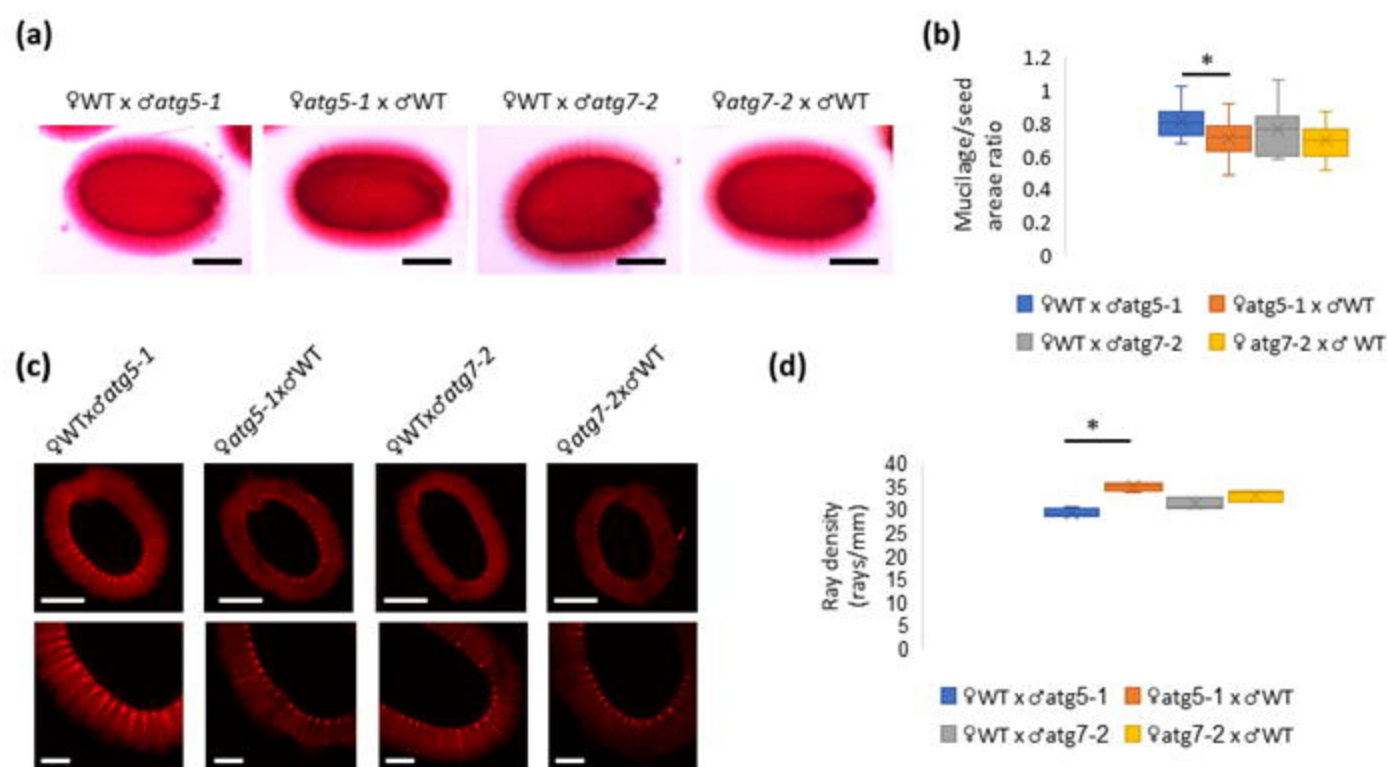 (a)
♀WT x ♂atg5-1
♀atg5-1 x ♂WT
♀WT x ♂atg7-2
♀atg7-2 x ♂WT
(b)
Mucilage/seed
areae ratio
1.2
1
0.8
0.6
0.4
0.2
0
*
♀WT x ♂atg5-1
♀atg5-1 x ♂WT
♀WT x ♂atg7-2
♀ atg7-2 x ♂ WT
(c)
♀WTx♂atg5-1
♀atg5-1x♂WT
♀WTx♂atg7-2
♀atg7-2x♂WT
(d)
Ray density
(rays/mm)
40
35
30
25
20
15
10
5
0
*
♀WT x ♂atg5-1
♀atg5-1 x ♂WT
♀WT x ♂atg7-2
♀atg7-2 x ♂WT